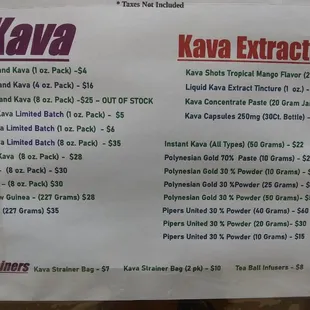 * Taxes Not Included
Kava
and Kava (1 oz. Pack) -$4
and Kava (4 oz. Pack) - $16
and Kava (8 oz. Pack) -$25 ~ OUT OF STOCK
Kava Limited Batch (1 oz. Pack) - $5
Kava Limited Batch (1 oz. Pack) - $6
Kava Limited Batch (8 oz. Pack) - $35
Kava (8 oz. Pack) $28
(8 oz. Pack) - $30
- (8 oz. Pack) $30
Guinea - (227 Grams) $28
(227 Grams) $35
Kava Extract
Kava Shots Tropical Mango Flavor (2
Liquid Kava Extract Tincture (1 oz.) -
Kava Concentrate Paste (20 Gram Ja
Kava Capsules 250mg (30Ct. Bottle) -
Instant Kava (All Types) (50 Grams) - $22
Polynesian Gold 70% Paste (10 Grams) - $2
Polynesian Gold 30 % Powder (10 Grams) - $
Polynesian Gold 30 %Powder (25 Grams) - $
Polynesian Gold 30 % Powder (50 Grams) -
Pipers United 30 % Powder (40 Grams) - $60
Pipers United 30 % Powder (20 Grams) - $30
Pipers United 30 % Powder (10 Grams) - $15
iners Kava Strainer Bag - $7 Kava Strainer Bag (2 pk) - $10 Tea Ball Infusers - $8